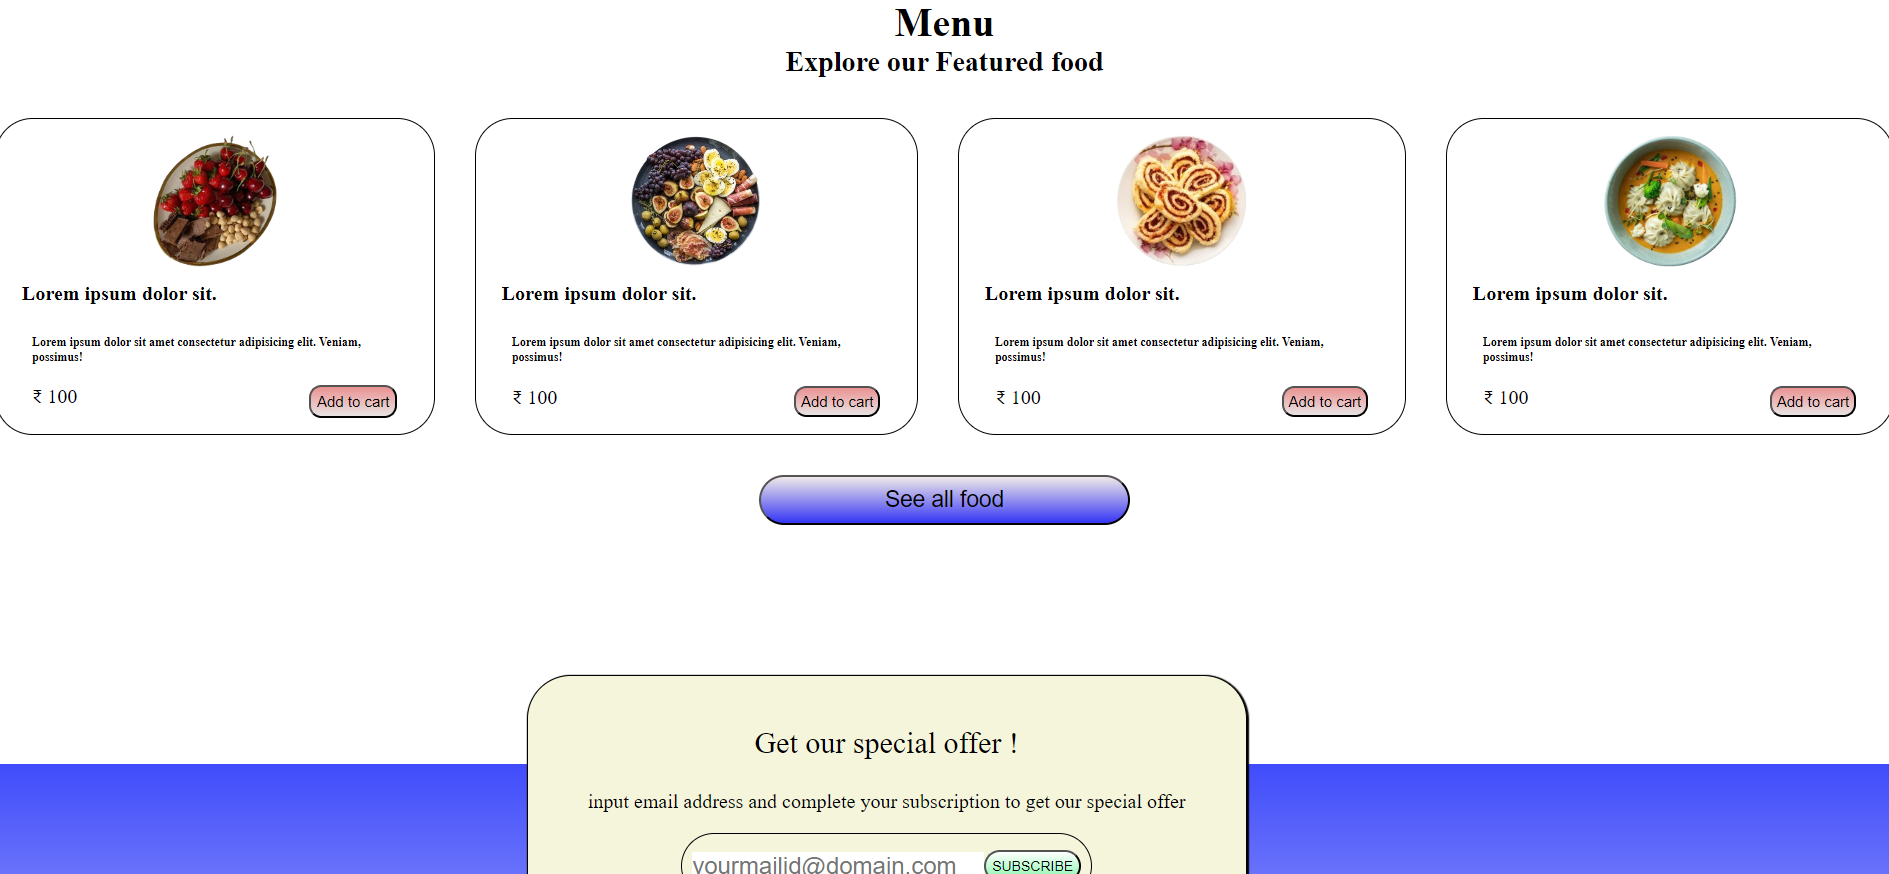 Menu
Explore our Featured food
Lorem ipsum dolor sit.
Lorem ipsum dolor sit amet consectetur adipisicing elit. Veniam,
possimus!
₹ 100
Add to cart
Lorem ipsum dolor sit.
Lorem ipsum dolor sit amet consectetur adipisicing elit. Veniam,
possimus!
₹ 100
Add to cart
Lorem ipsum dolor sit.
Lorem ipsum dolor sit amet consectetur adipisicing elit. Veniam,
possimus!
₹ 100
Add to cart
Lorem ipsum dolor sit.
Lorem ipsum dolor sit amet consectetur adipisicing elit. Veniam,
possimus!
₹ 100
Add to cart
See all food
Get our special offer !
input email address and complete your subscription to get our special offer
yourmailid@domain.com
SUBSCRIBE